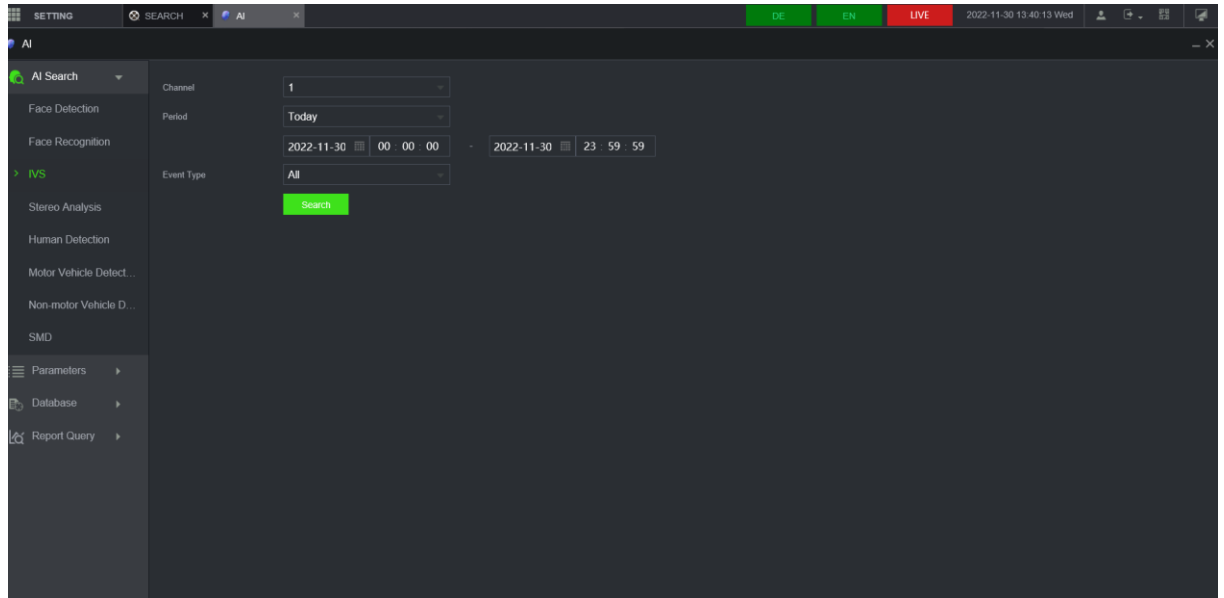 SETTING SEARCH AI DE EN LIVE 2022-11-30 13:40:13 Wed
AI
AI Search
Face Detection
Face Recognition
IVS
Stereo Analysis
Human Detection
Motor Vehicle Detect...
Non-motor Vehicle D...
SMD
Parameters
Database
Report Query
Channel 1
Period Today
2022-11-30 00 : 00 : 00 - 2022-11-30 23 : 59 : 59
Event Type All
Search